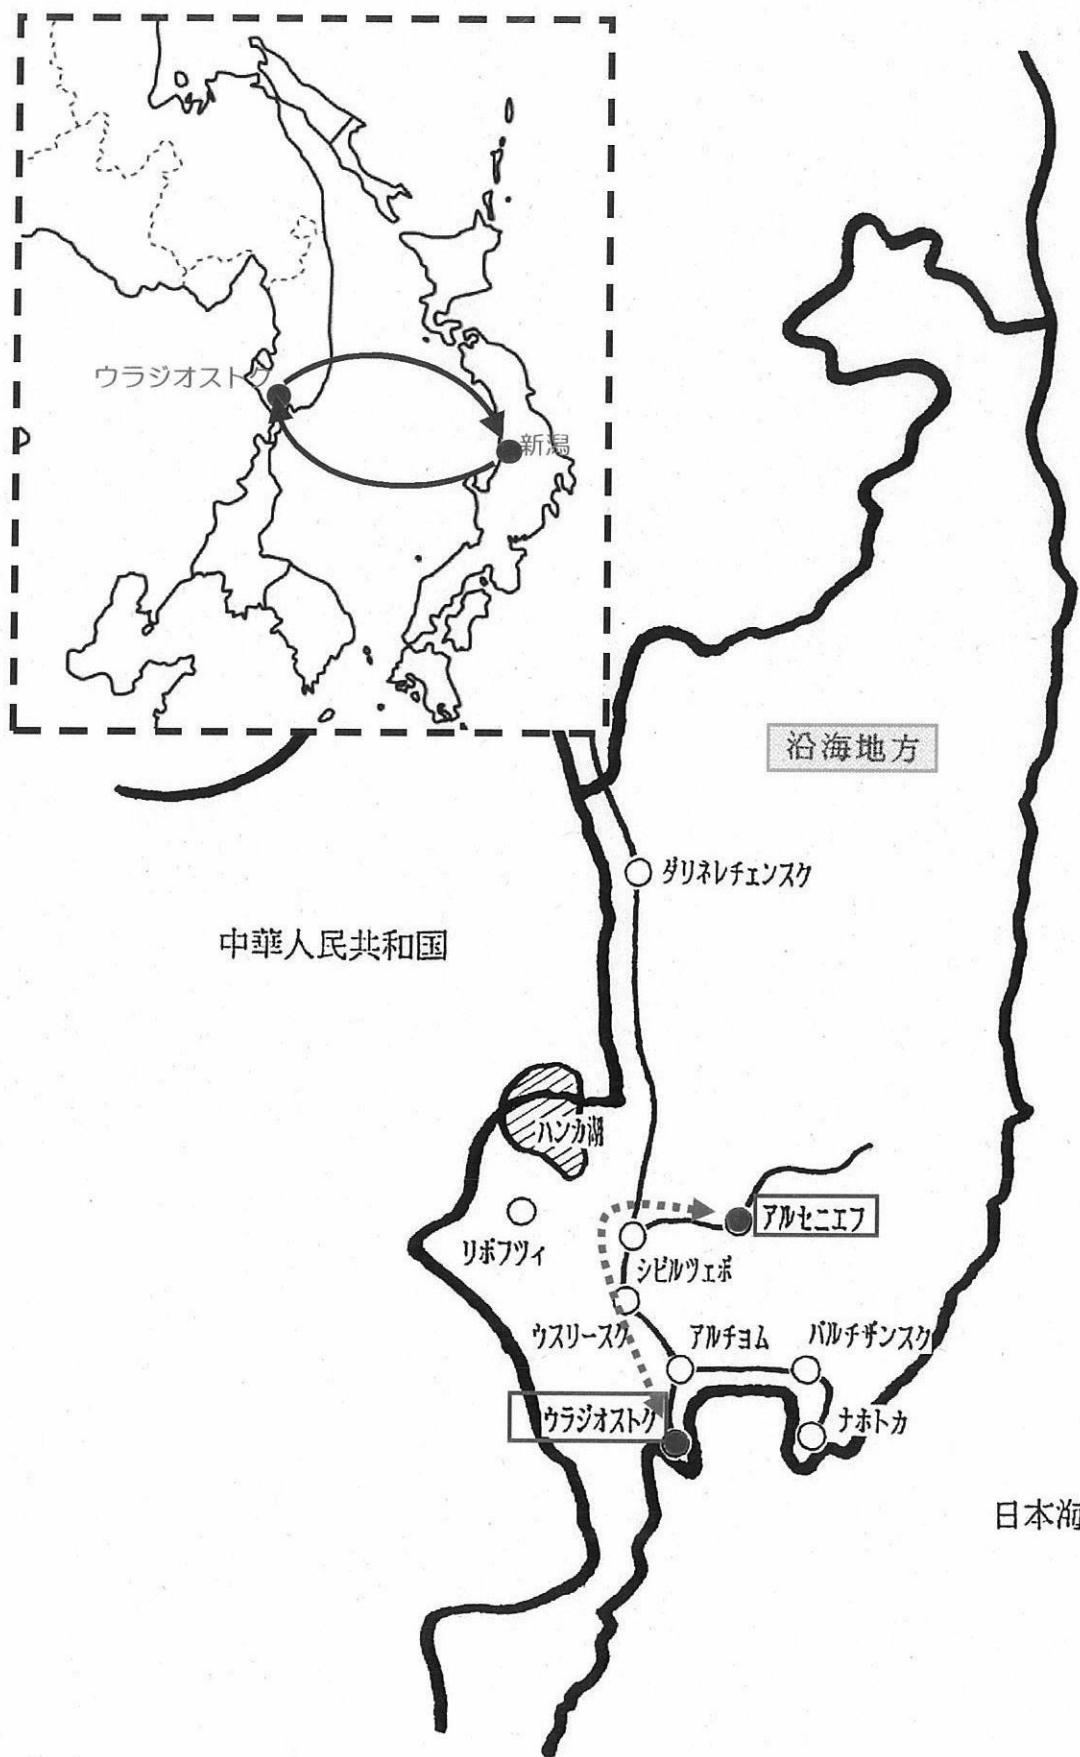 ウラジオストク
新潟
沿海地方
ダリネレチェンスク
中華人民共和国
ハンカ湖
アルセニエフ
リポフツィ
シビルツェボ
ウスリースク
アルチョム
パルチザンスク
ウラジオストク
ナホトカ
日本海